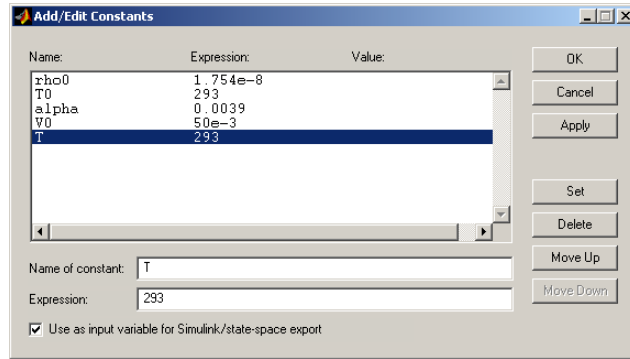 Add/Edit Constants
Name: Expression: Value:
rho0 1.754e-8
T0 293
alpha 0.0039
V0 50e-3
T 293
OK
Cancel
Apply
Set
Delete
Move Up
Move Down
Name of constant: T
Expression: 293
Use as input variable for Simulink/state-space export